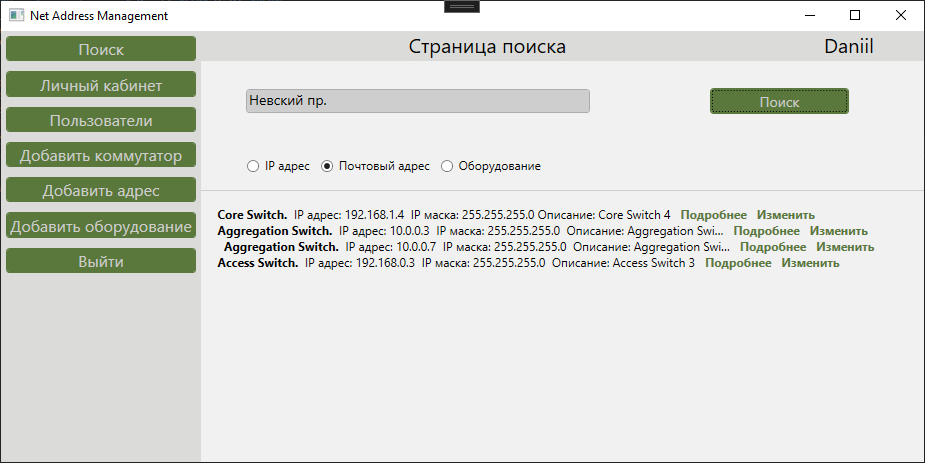 Net Address Management
Страница поиска
Daniil
Поиск
Личный кабинет
Пользователи
Добавить коммутатор
Добавить адрес
Добавить оборудование
Выйти
Невский пр.
Поиск
IP адрес Почтовый адрес Оборудование
Core Switch. IP адрес: 192.168.1.4 IP маска: 255.255.255.0 Описание: Core Switch 4 Подробнее Изменить
Aggregation Switch. IP адрес: 10.0.0.3 IP маска: 255.255.255.0 Описание: Aggregation Swi... Подробнее Изменить
Aggregation Switch. IP адрес: 10.0.0.7 IP маска: 255.255.255.0 Описание: Aggregation Swi... Подробнее Изменить
Access Switch. IP адрес: 192.168.0.3 IP маска: 255.255.255.0 Описание: Access Switch 3 Подробнее Изменить